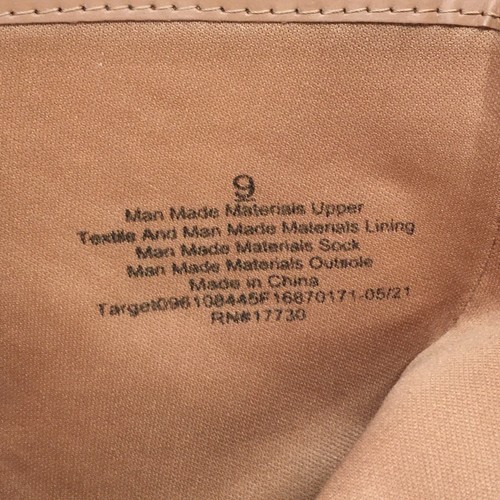 9
Man Made Materials Upper
Textile And Man Made Materials Lining
Man Made Materials Sock
Man Made Materials Outsole
Made in China
Target096108445F16870171-05/21
RN#17730